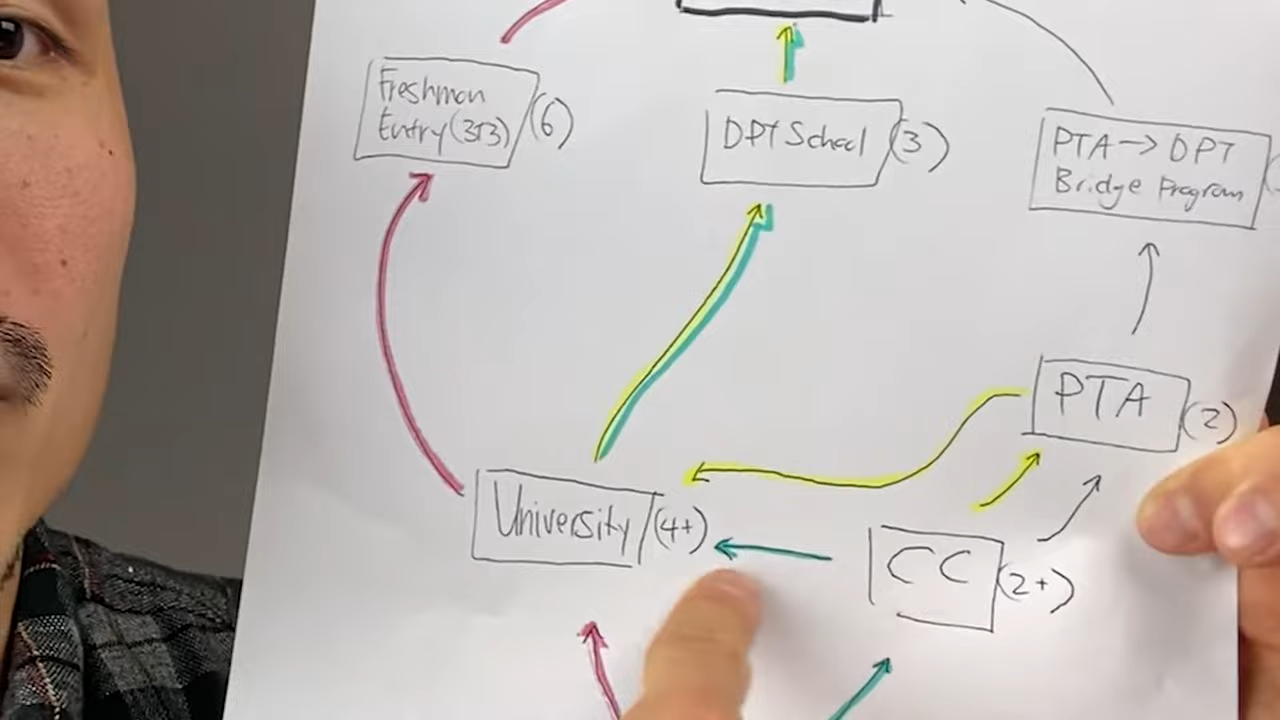 Freshman
Entry(3+3) (6)
DPT School (3)
PTA → DPT
Bridge Program
PTA (2)
University (4+)
CC (2+)